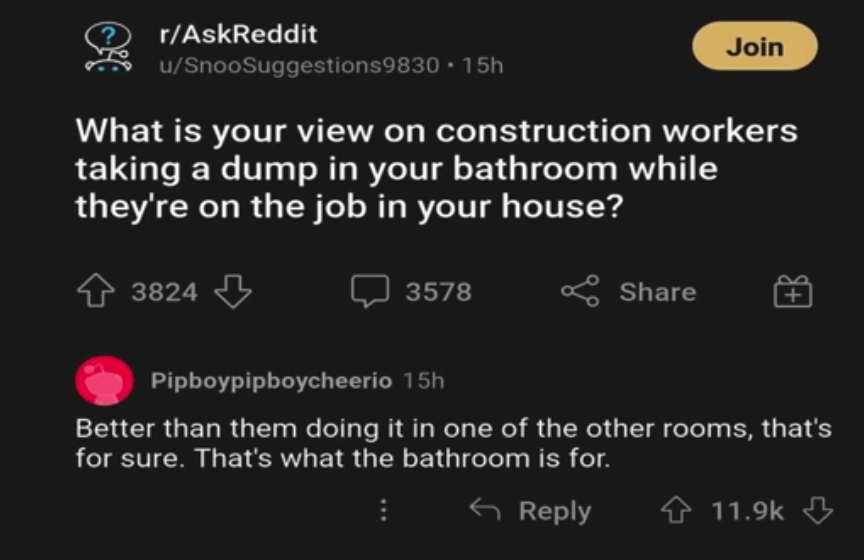 r/AskReddit
u/SnooSuggestions9830 • 15h
Join
What is your view on construction workers
taking a dump in your bathroom while
they're on the job in your house?
3824 3578 Share
Pipboypipboycheerio 15h
Better than them doing it in one of the other rooms, that's
for sure. That's what the bathroom is for.
Reply 11.9k